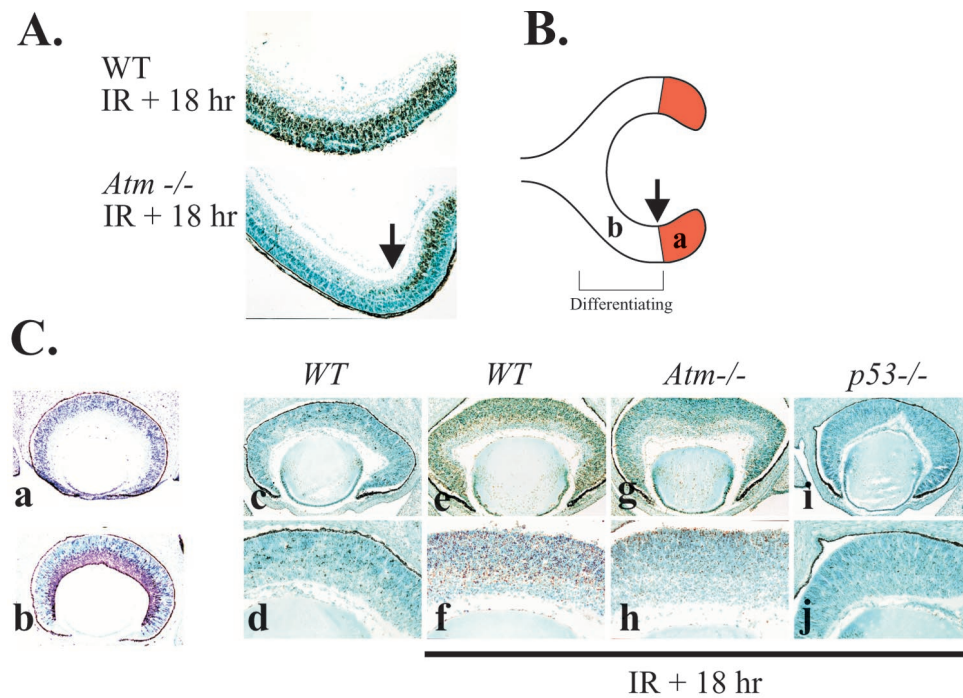 A.
WT
IR + 18 hr
Atm -/-
IR + 18 hr
B.
b
a
Differentiating
C.
WT
WT
Atm-/-
p53-/-
a
c
e
g
i
b
d
f
h
j
IR + 18 hr